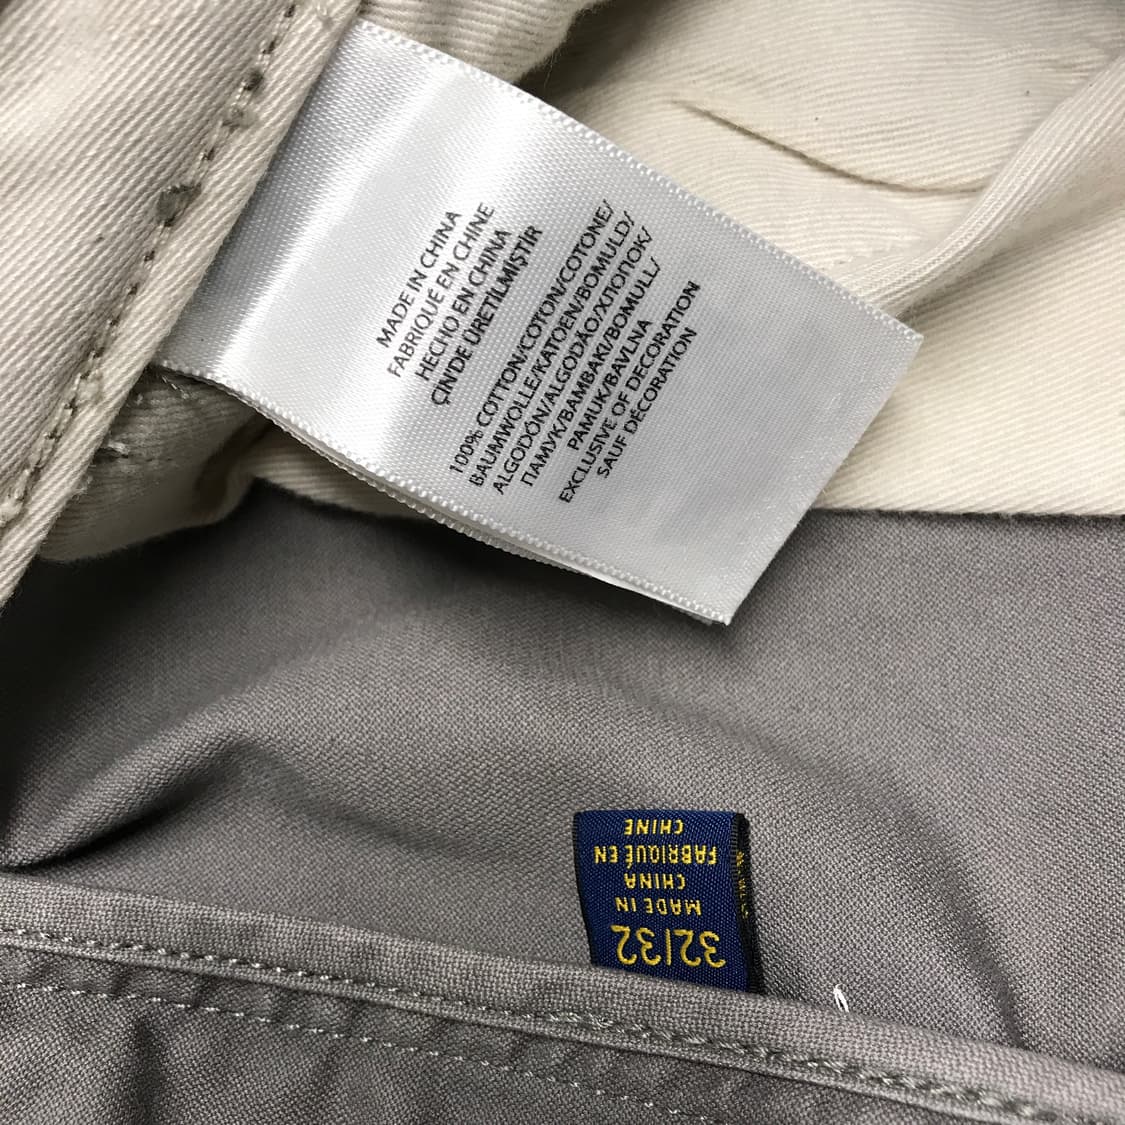 MADE IN CHINA
FABRIQUÉ EN CHINE
HECHO EN CHINA
ÇIN'DE ÜRETILMIŞTIR
100% COTTON/COTON/COTONE/
BAUMWOLLE/KATOEN/BOMULD/
ALGODÓN/ALGODÃO/ХЛОПОК/
ПАМУК/BAMBAKI/BOMULL/
PAMUK/BAVLNA
EXCLUSIVE OF DECORATION
SAUF DÉCORATION
32/32
MADE IN
CHINA
FABRIQUÉ EN
CHINE